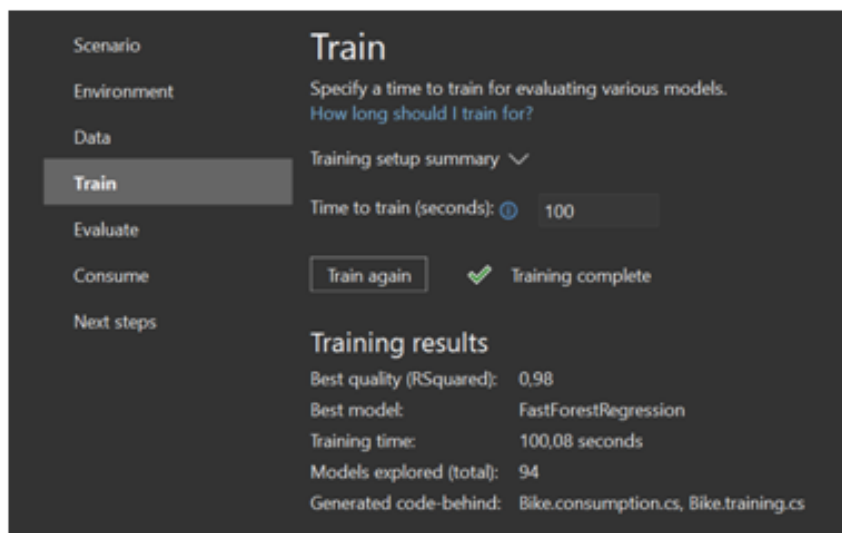 Scenario
Environment
Data
Train
Evaluate
Consume
Next steps
Train
Specify a time to train for evaluating various models.
How long should I train for?
Training setup summary
Time to train (seconds): 100
Train again
Training complete
Training results
Best quality (RSquared): 0,98
Best model: FastForestRegression
Training time: 100,08 seconds
Models explored (total): 94
Generated code-behind: Bike.consumption.cs, Bike.training.cs